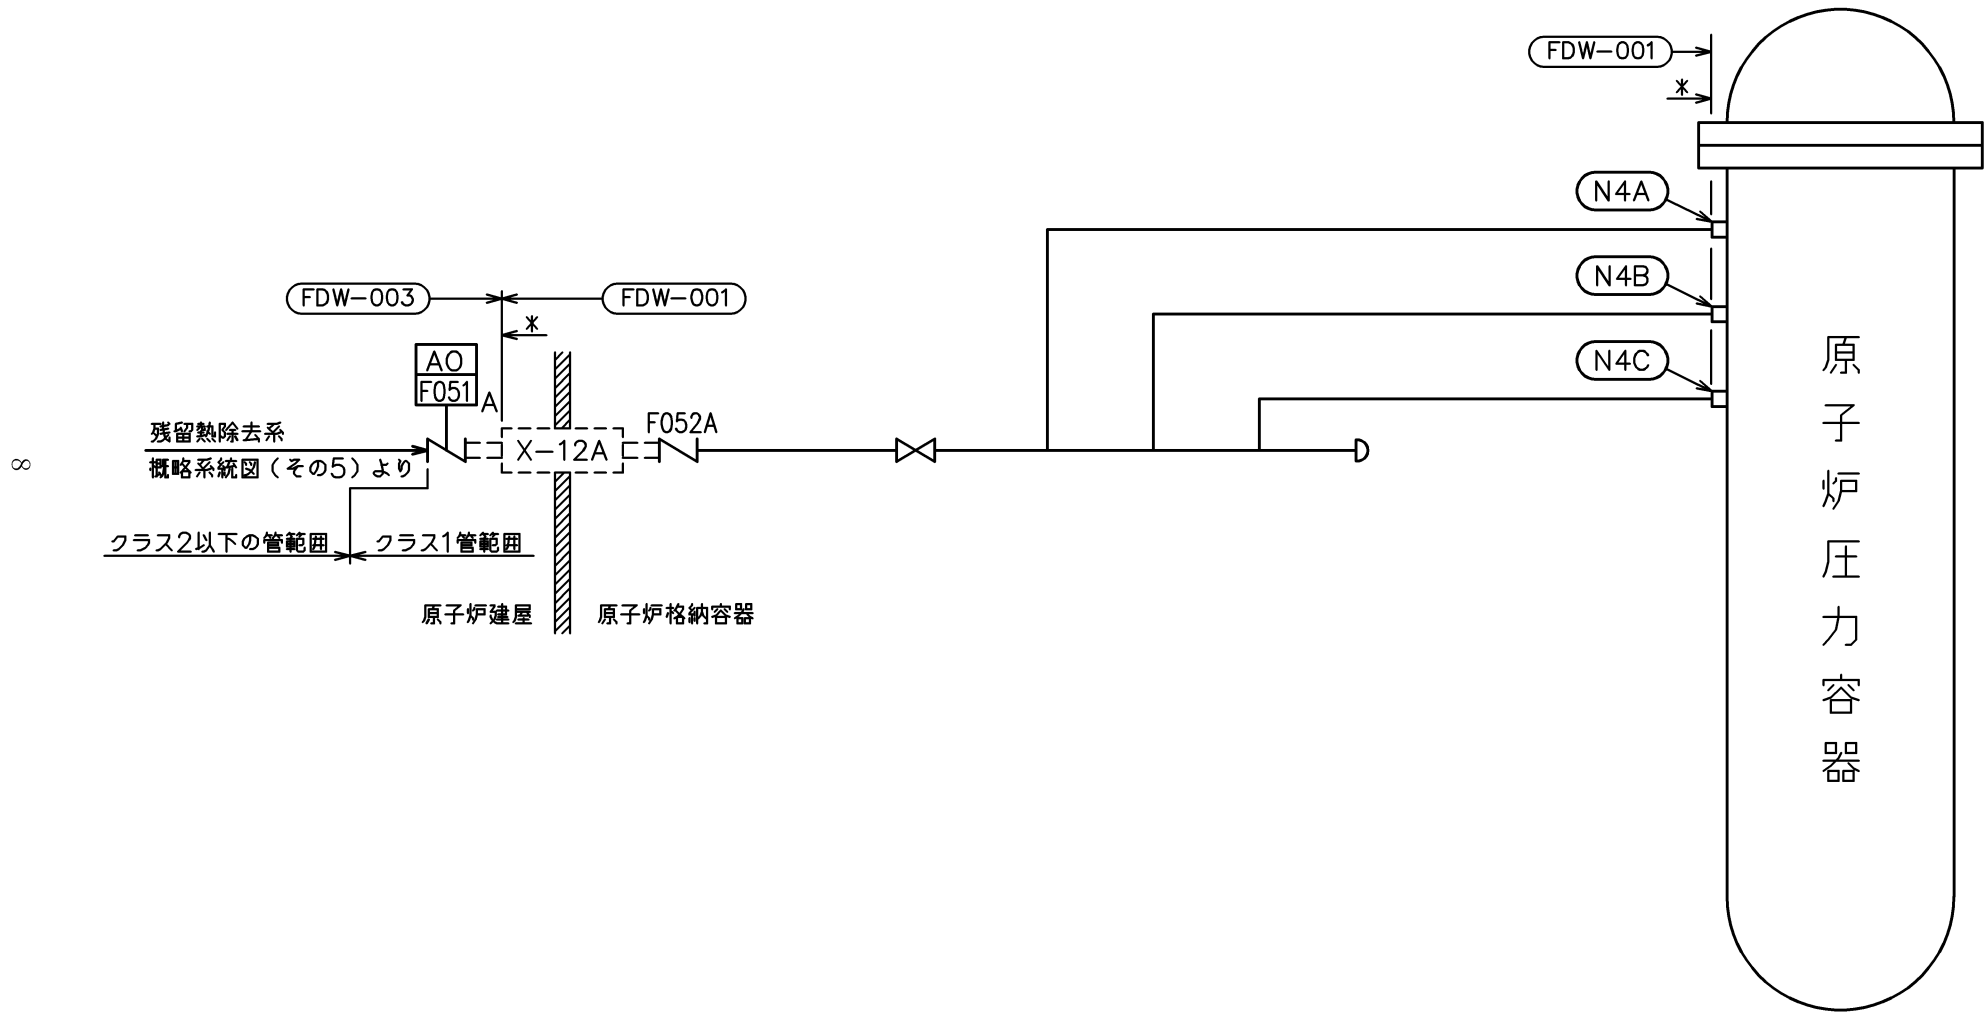 FDW-001
*
N4A
N4B
N4C
FDW-003
FDW-001
*
AO
F051
A
残留熱除去系
概略系統図(その5)より
X-12A
F052A
8
クラス2以下の管範囲
クラス1管範囲
原子炉建屋
原子炉格納容器
原子炉圧力容器